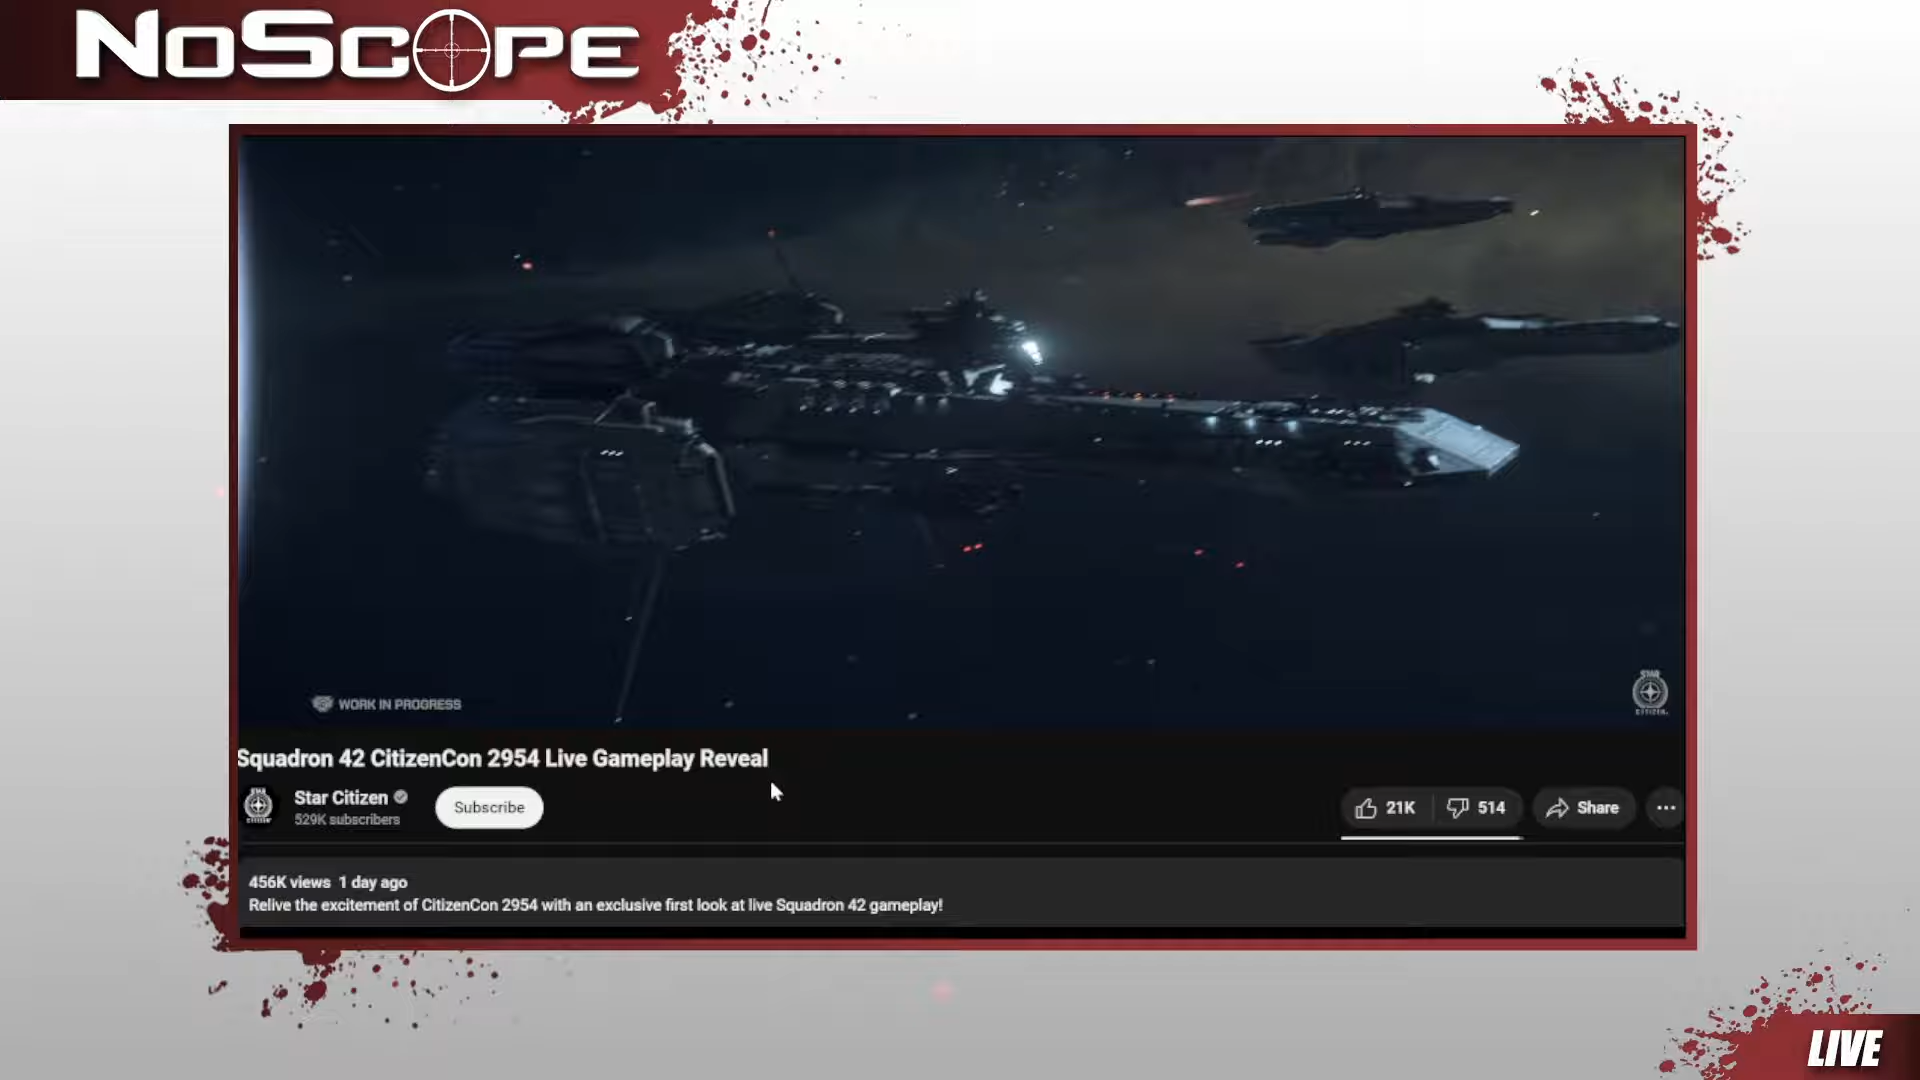 NoScope
WORK IN PROGRESS
STAR
CITIZEN
Squadron 42 CitizenCon 2954 Live Gameplay Reveal
Star Citizen
529K subscribers
Subscribe
21K
514
Share
456K views 1 day ago
Relive the excitement of CitizenCon 2954 with an exclusive first look at live Squadron 42 gameplay!
LIVE